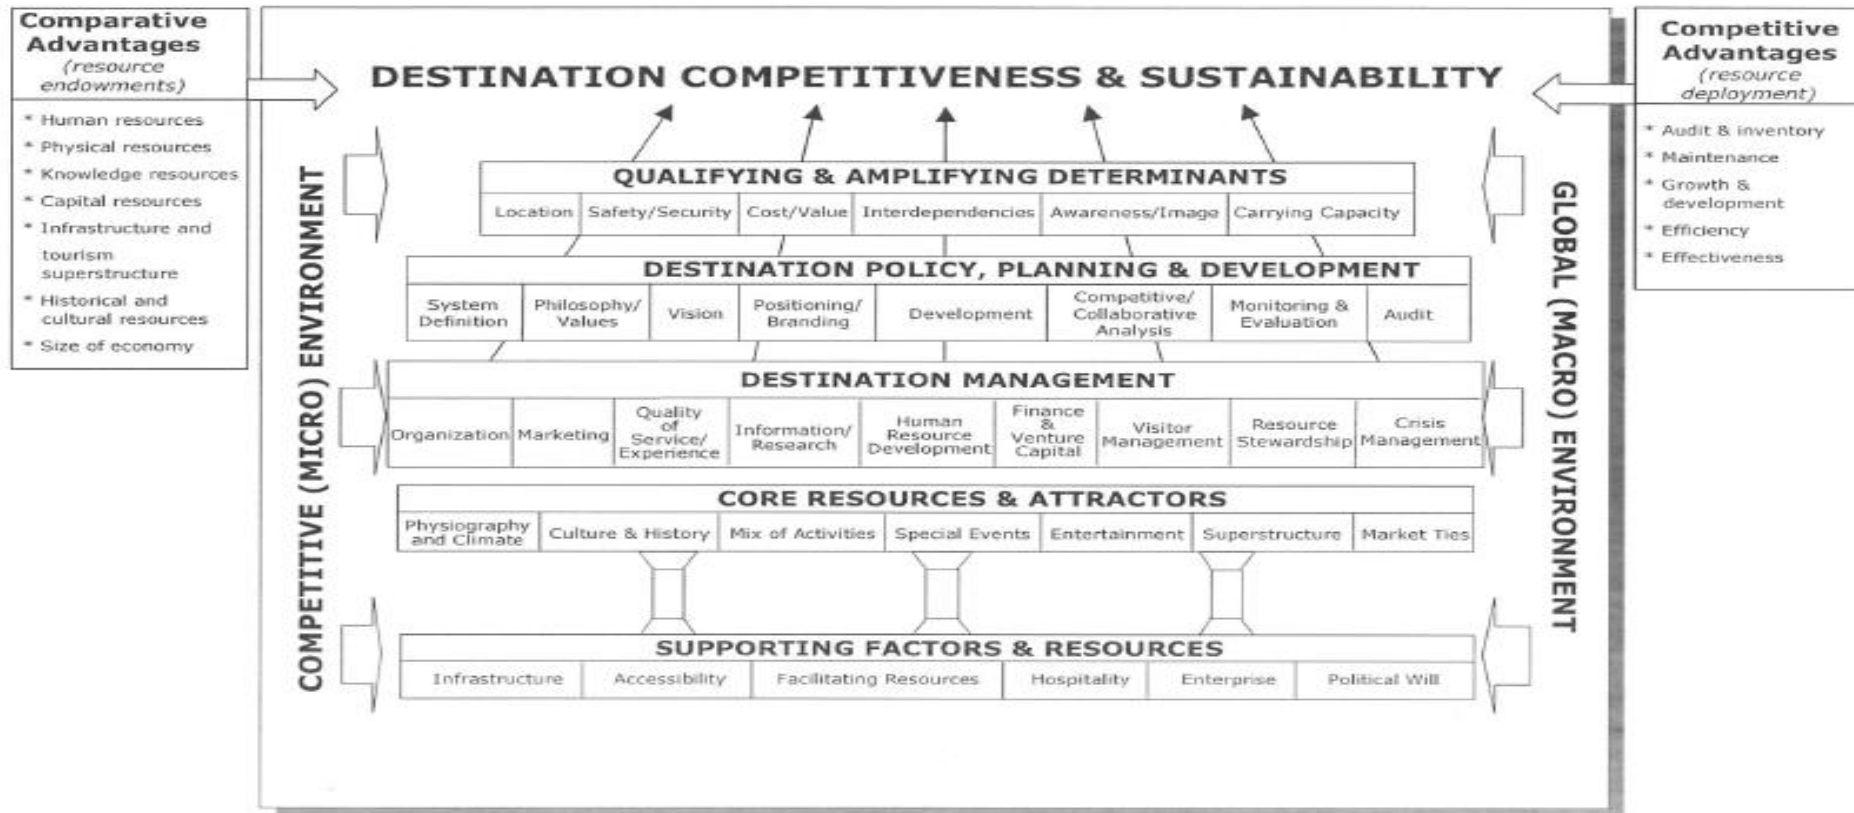 Comparative
Advantages
(resource
endowments)
* Human resources
* Physical resources
* Knowledge resources
* Capital resources
* Infrastructure and
tourism
superstructure
* Historical and
cultural resources
* Size of economy
DESTINATION COMPETITIVENESS & SUSTAINABILITY
Competitive
Advantages
(resource
deployment)
* Audit & inventory
* Maintenance
* Growth &
development
* Efficiency
* Effectiveness
COMPETITIVE (MICRO) ENVIRONMENT
GLOBAL (MACRO) ENVIRONMENT
QUALIFYING & AMPLIFYING DETERMINANTS
Location
Safety/Security
Cost/Value
Interdependencies
Awareness/Image
Carrying Capacity
DESTINATION POLICY, PLANNING & DEVELOPMENT
System
Definition
Philosophy/
Values
Vision
Positioning/
Branding
Development
Competitive/
Collaborative
Analysis
Monitoring &
Evaluation
Audit
DESTINATION MANAGEMENT
Organization
Marketing
Quality
of
Service/
Experience
Information/
Research
Human
Resource
Development
Finance
&
Venture
Capital
Visitor
Management
Resource
Stewardship
Crisis
Management
CORE RESOURCES & ATTRACTORS
Physiography
and Climate
Culture & History
Mix of Activities
Special Events
Entertainment
Superstructure
Market Ties
SUPPORTING FACTORS & RESOURCES
Infrastructure
Accessibility
Facilitating Resources
Hospitality
Enterprise
Political Will